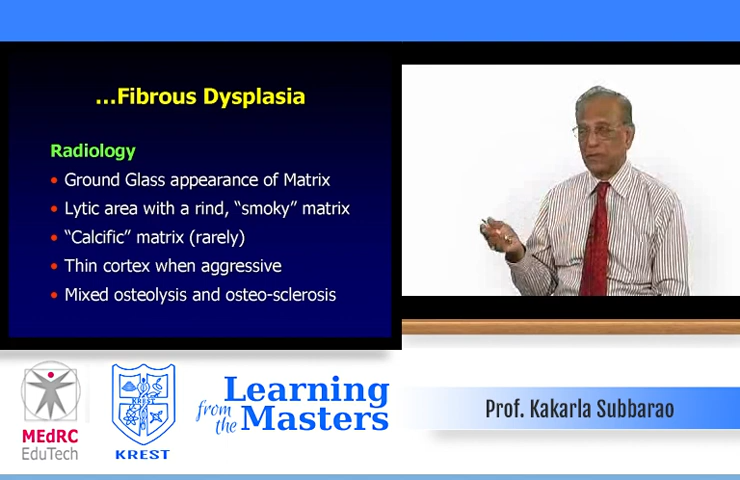 ...Fibrous Dysplasia
Radiology
• Ground Glass appearance of Matrix
• Lytic area with a rind, “smoky” matrix
• “Calcific” matrix (rarely)
• Thin cortex when aggressive
• Mixed osteolysis and osteo-sclerosis
MEdRC
EduTech
KREST
KREST
Learning
from the
Masters
Prof. Kakarla Subbarao